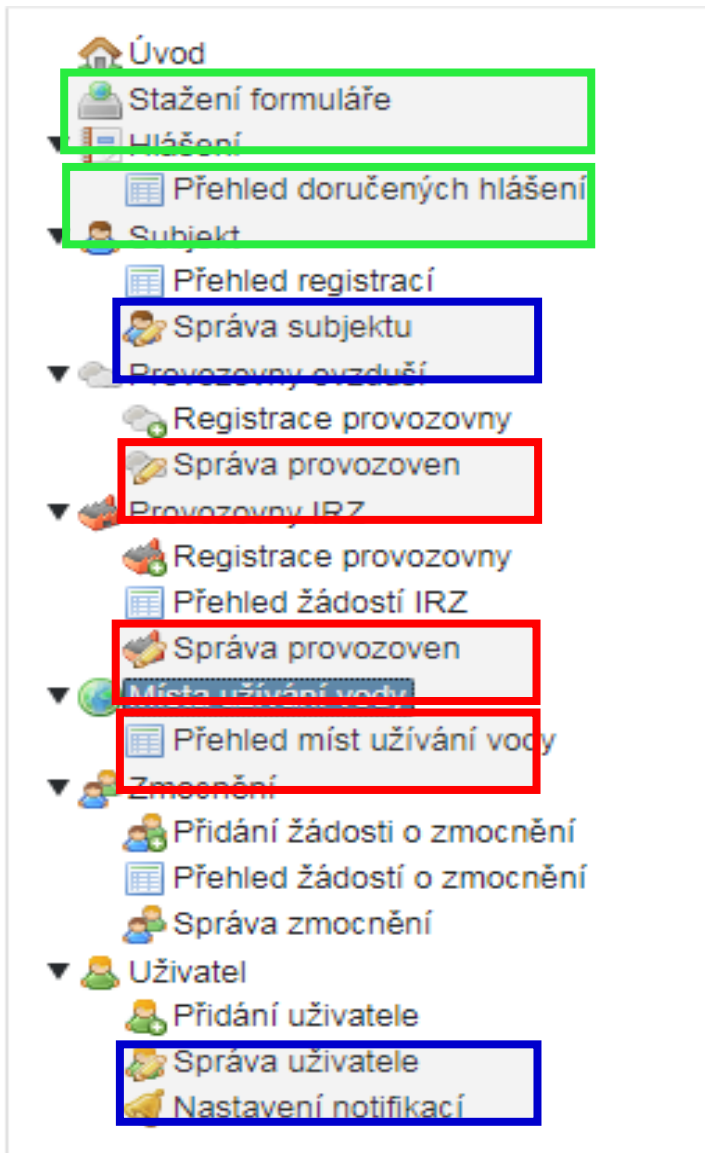 Úvod
Stažení formuláře
Hlášení
Přehled doručených hlášení
Subjekt
Přehled registrací
Správa subjektu
Provozovny ovzduší
Registrace provozovny
Správa provozoven
Provozovny IRZ
Registrace provozovny
Přehled žádostí IRZ
Správa provozoven
Místa užívání vody
Přehled míst užívání vody
Zmocnění
Přidání žádosti o zmocnění
Přehled žádostí o zmocnění
Správa zmocnění
Uživatel
Přidání uživatele
Správa uživatele
Nastavení notifikací